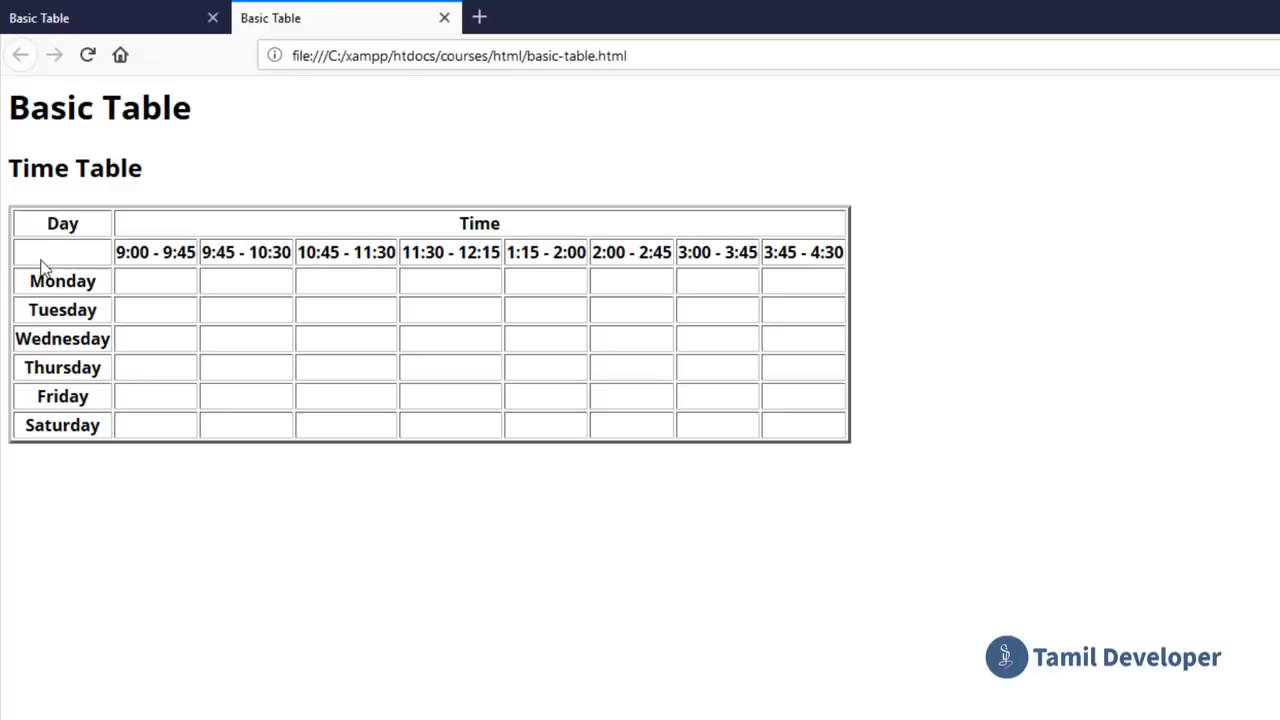 Basic Table
Basic Table
file:///C:/xampp/htdocs/courses/html/basic-table.html
Basic Table
Time Table
Day Time
9:00 - 9:45 9:45 - 10:30 10:45 - 11:30 11:30 - 12:15 1:15 - 2:00 2:00 - 2:45 3:00 - 3:45 3:45 - 4:30
Monday
Tuesday
Wednesday
Thursday
Friday
Saturday
Tamil Developer